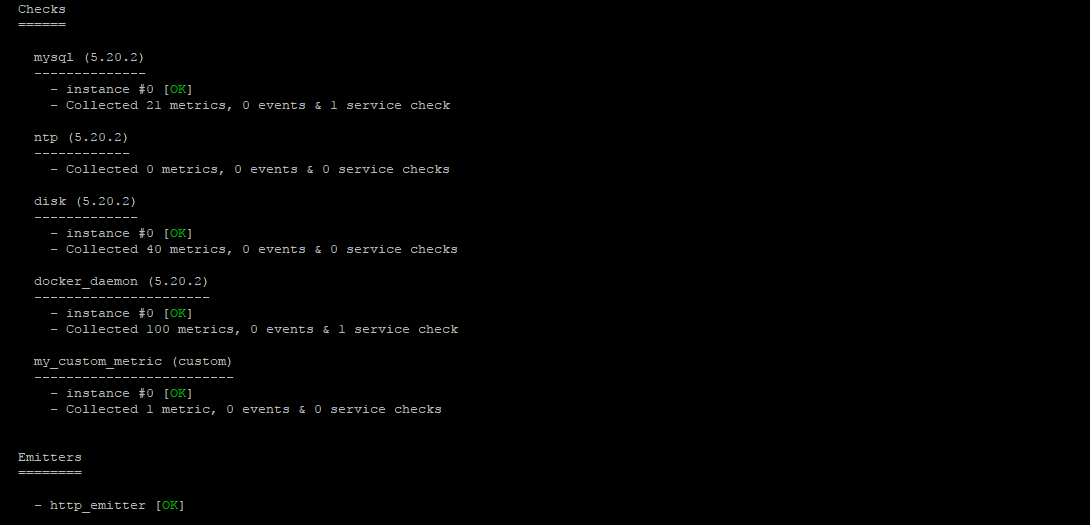 Checks
======
mysql (5.20.2)
--------------
- instance #0 [OK]
- Collected 21 metrics, 0 events & 1 service check
ntp (5.20.2)
------------
- Collected 0 metrics, 0 events & 0 service checks
disk (5.20.2)
-------------
- instance #0 [OK]
- Collected 40 metrics, 0 events & 0 service checks
docker_daemon (5.20.2)
----------------------
- instance #0 [OK]
- Collected 100 metrics, 0 events & 1 service check
my_custom_metric (custom)
-------------------------
- instance #0 [OK]
- Collected 1 metric, 0 events & 0 service checks
Emitters
========
- http_emitter [OK]